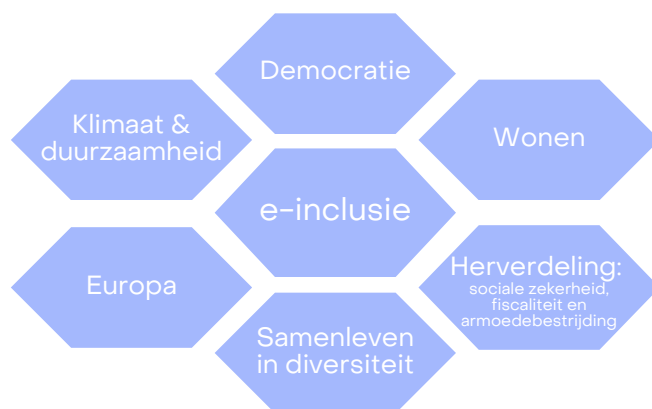 Democratie
Klimaat &
duurzaamheid
Wonen
e-inclusie
Europa
Herverdeling:
sociale zekerheid,
fiscaliteit en
armoedebestrijding
Samenleven
in diversiteit